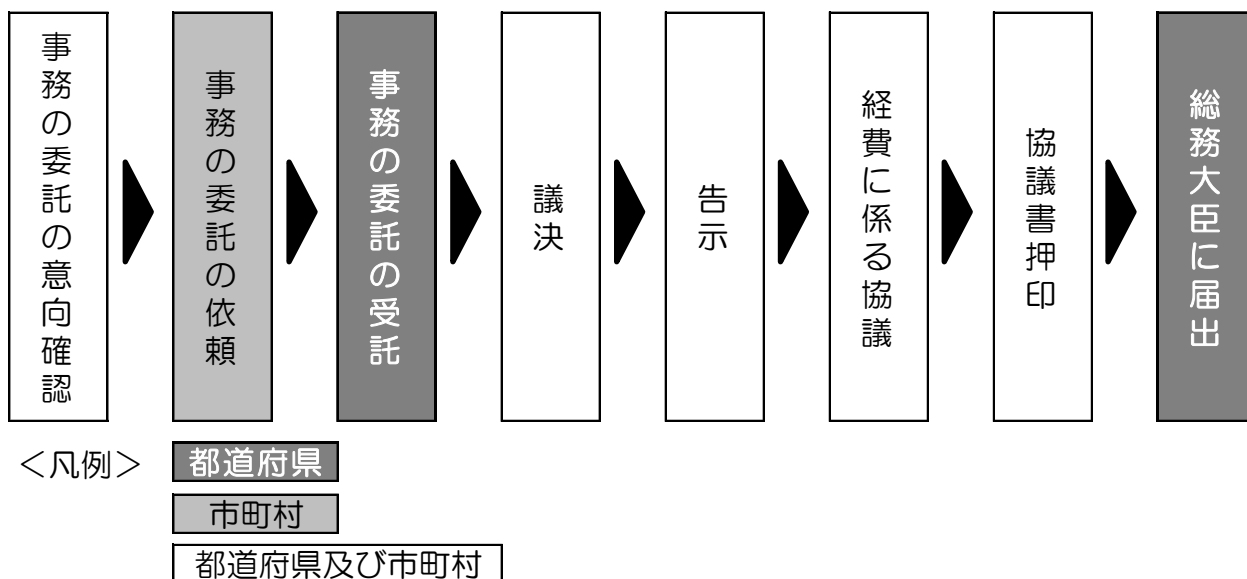 事務の委託の意向確認
事務の委託の依頼
事務の委託の受託
議決
告示
経費に係る協議
協議書押印
総務大臣に届出
＜凡例＞
都道府県
市町村
都道府県及び市町村